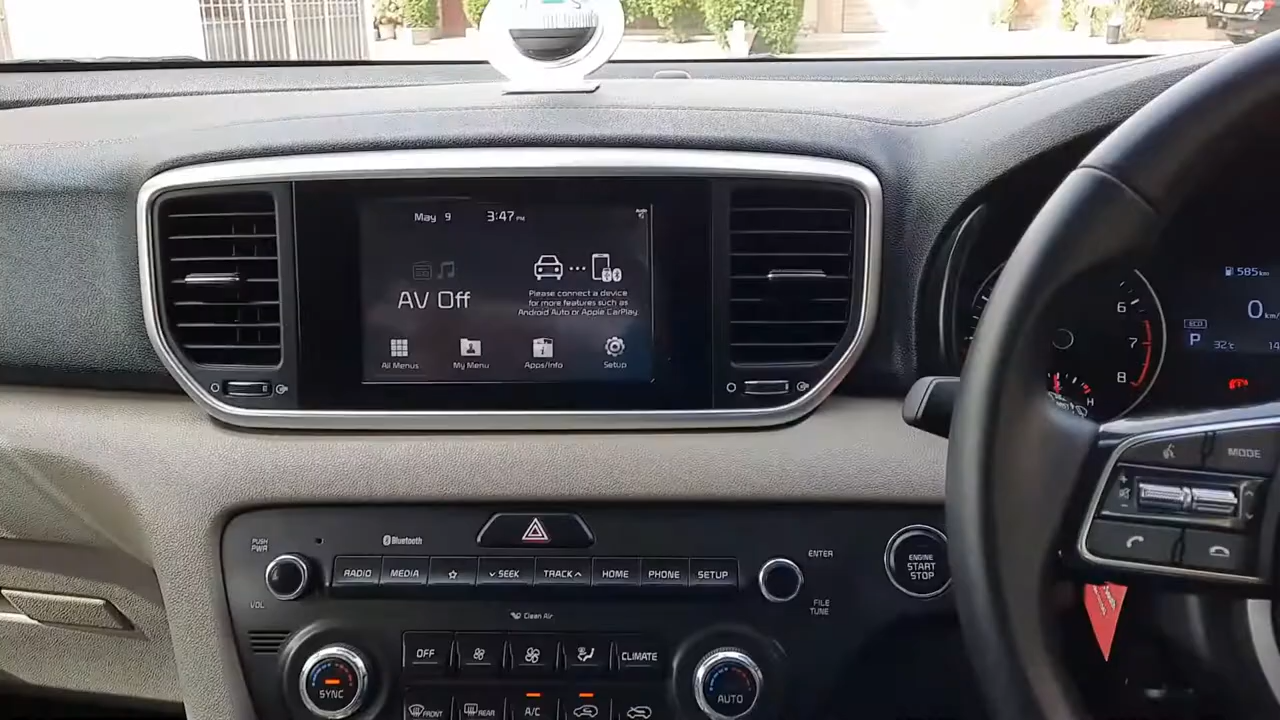 May 9 3:47 PM
AV Off
Please connect a device
for more features such as
Android Auto or Apple CarPlay.
All Menus My Menu Apps/Info Setup
6
7
8
H
585km
0 km/
ECO
P 32°C 14
MODE
PUSH
PWR
VOL
Bluetooth
RADIO MEDIA SEEK TRACK HOME PHONE SETUP
ENTER
FILE
TUNE
ENGINE
START
STOP
Clean Air
OFF CLIMATE
SYNC
AUTO
FRONT REAR A/C